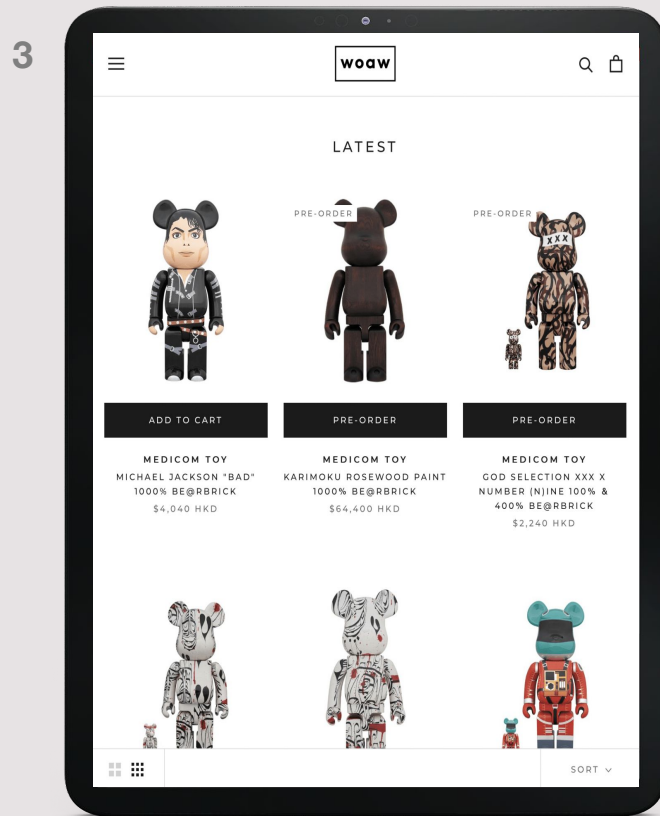 3
woaw
LATEST
PRE-ORDER
PRE-ORDER
XXX
ADD TO CART
PRE-ORDER
PRE-ORDER
MEDICOM TOY
MICHAEL JACKSON "BAD"
1000% BE@RBRICK
$4,040 HKD
MEDICOM TOY
KARIMOKU ROSEWOOD PAINT
1000% BE@RBRICK
$64,400 HKD
MEDICOM TOY
GOD SELECTION XXX X
NUMBER (N)INE 100% &
400% BE@RBRICK
$2,240 HKD
SORT